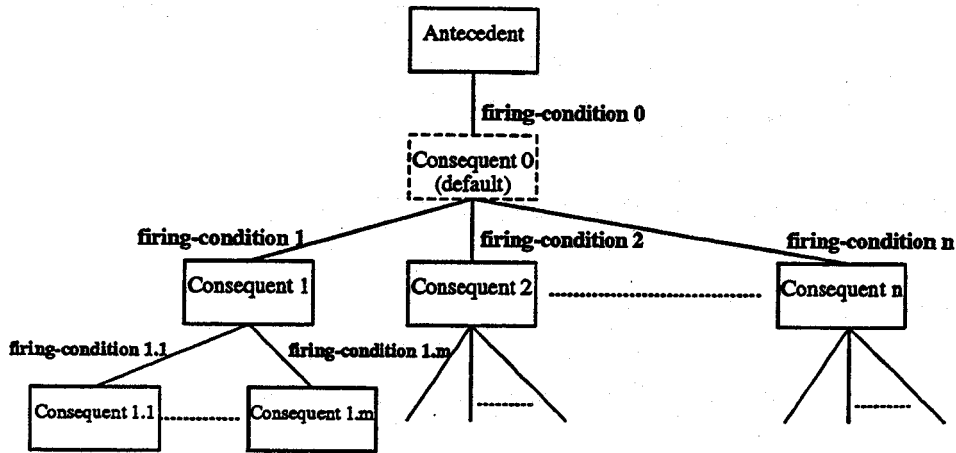 Antecedent
firing-condition 0
Consequent 0
(default)
firing-condition 1
firing-condition 2
firing-condition n
Consequent 1
Consequent 2
Consequent n
firing-condition 1.1
firing-condition 1.m
Consequent 1.1
Consequent 1.m